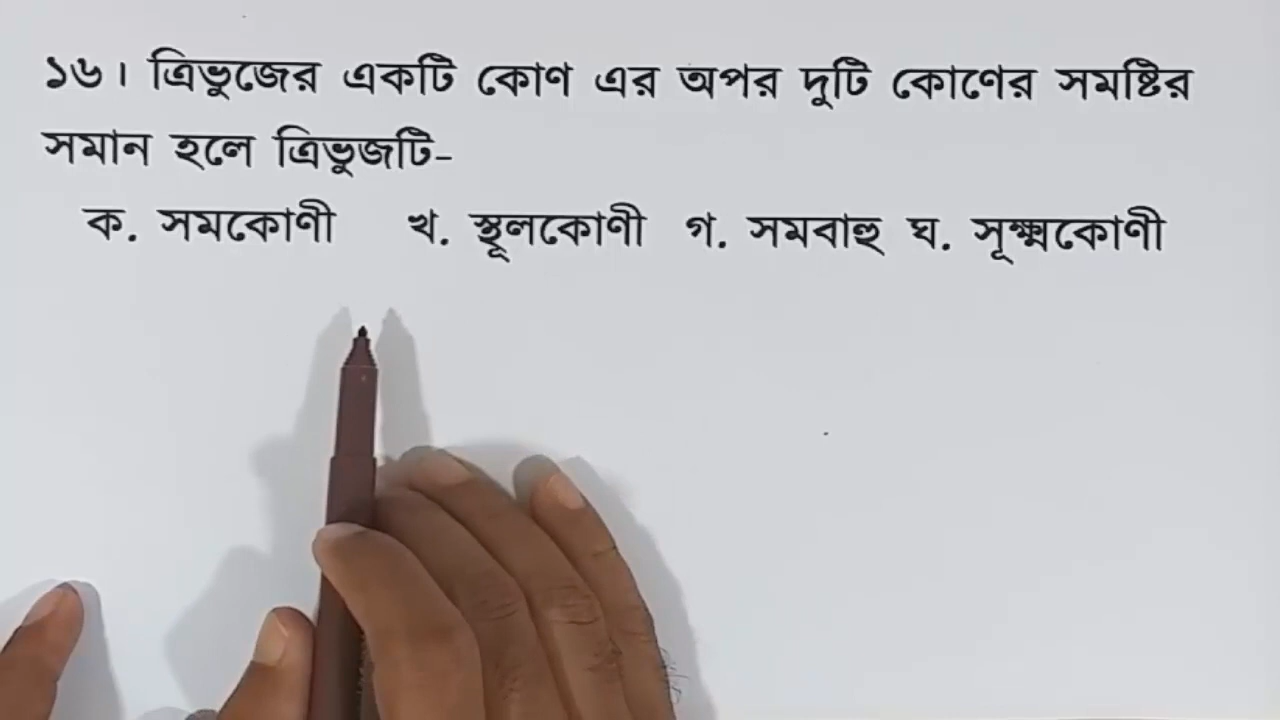 ১৬। ত্রিভুজের একটি কোণ এর অপর দুটি কোণের সমষ্টির
সমান হলে ত্রিভুজটি-
ক. সমকোণী খ. স্থূলকোণী গ. সমবাহু ঘ. সূক্ষ্মকোণী